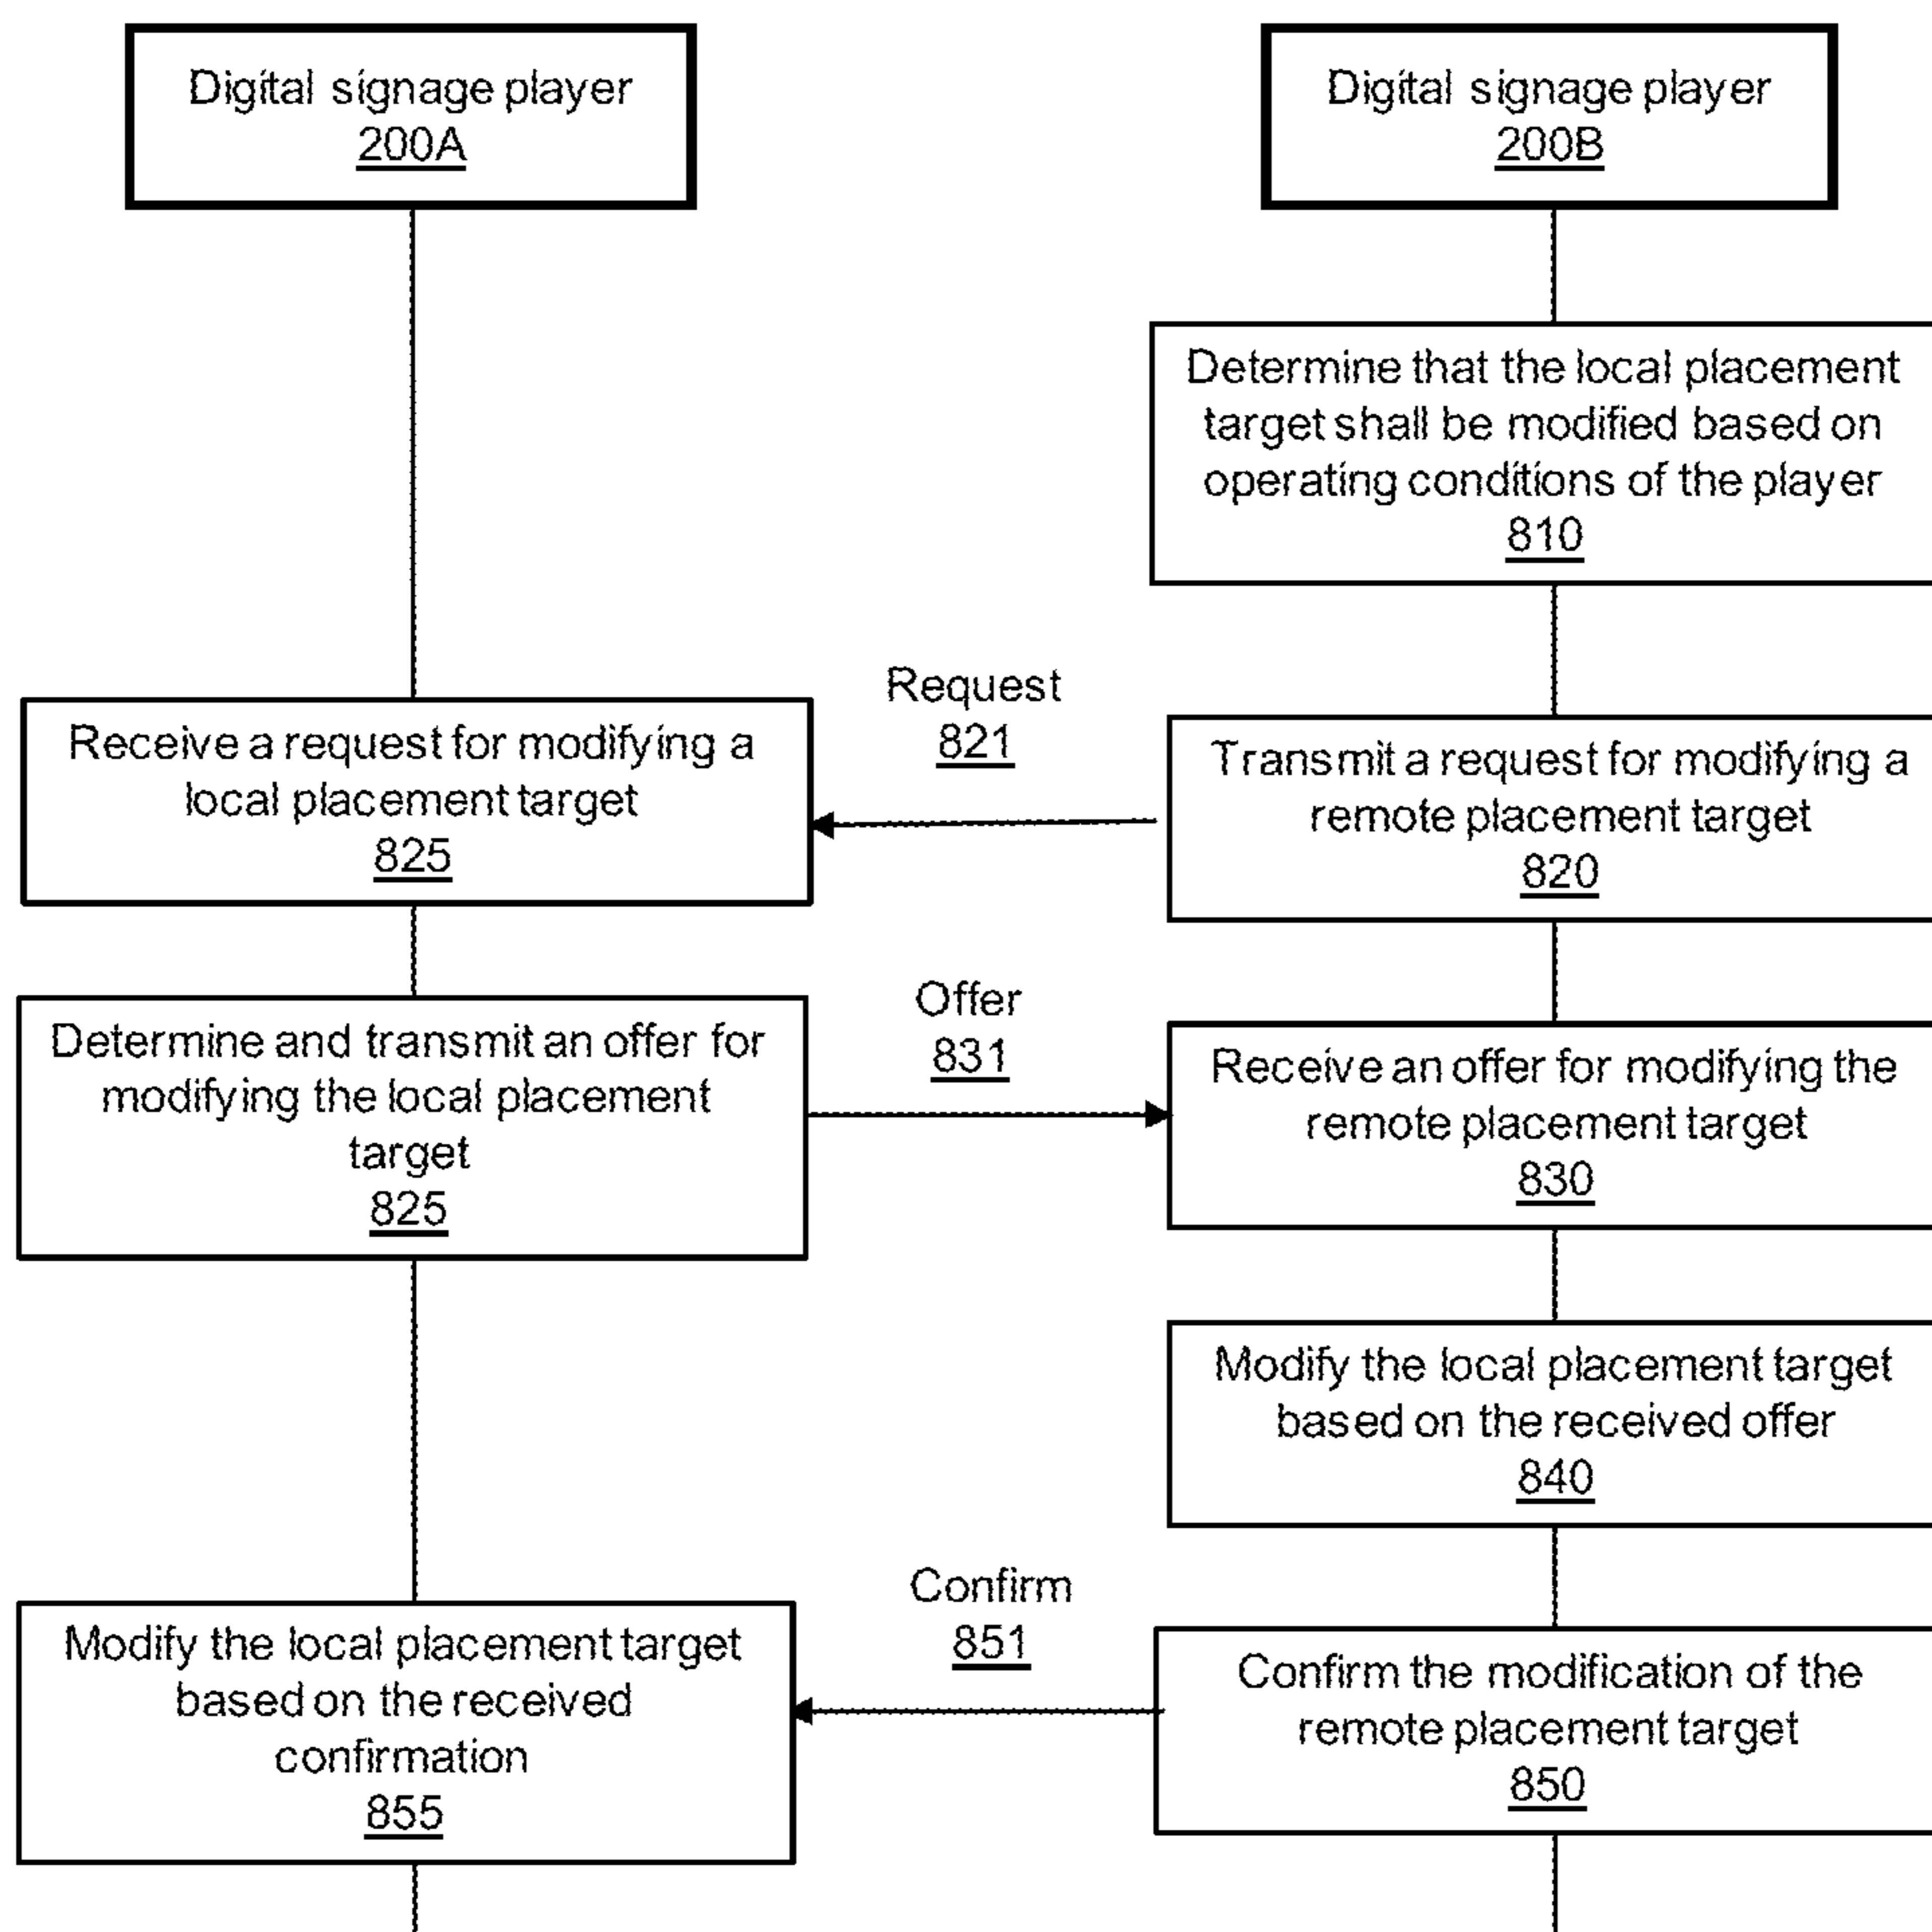 Digital signage player
200A
Digital signage player
200B
Determine that the local placement
target shall be modified based on
operating conditions of the player
810
Request
821
Receive a request for modifying a
local placement target
825
Transmit a request for modifying a
remote placement target
820
Offer
831
Determine and transmit an offer for
modifying the local placement
target
825
Receive an offer for modifying the
remote placement target
830
Modify the local placement target
based on the received offer
840
Confirm
851
Modify the local placement target
based on the received
confirmation
855
Confirm the modification of the
remote placement target
850